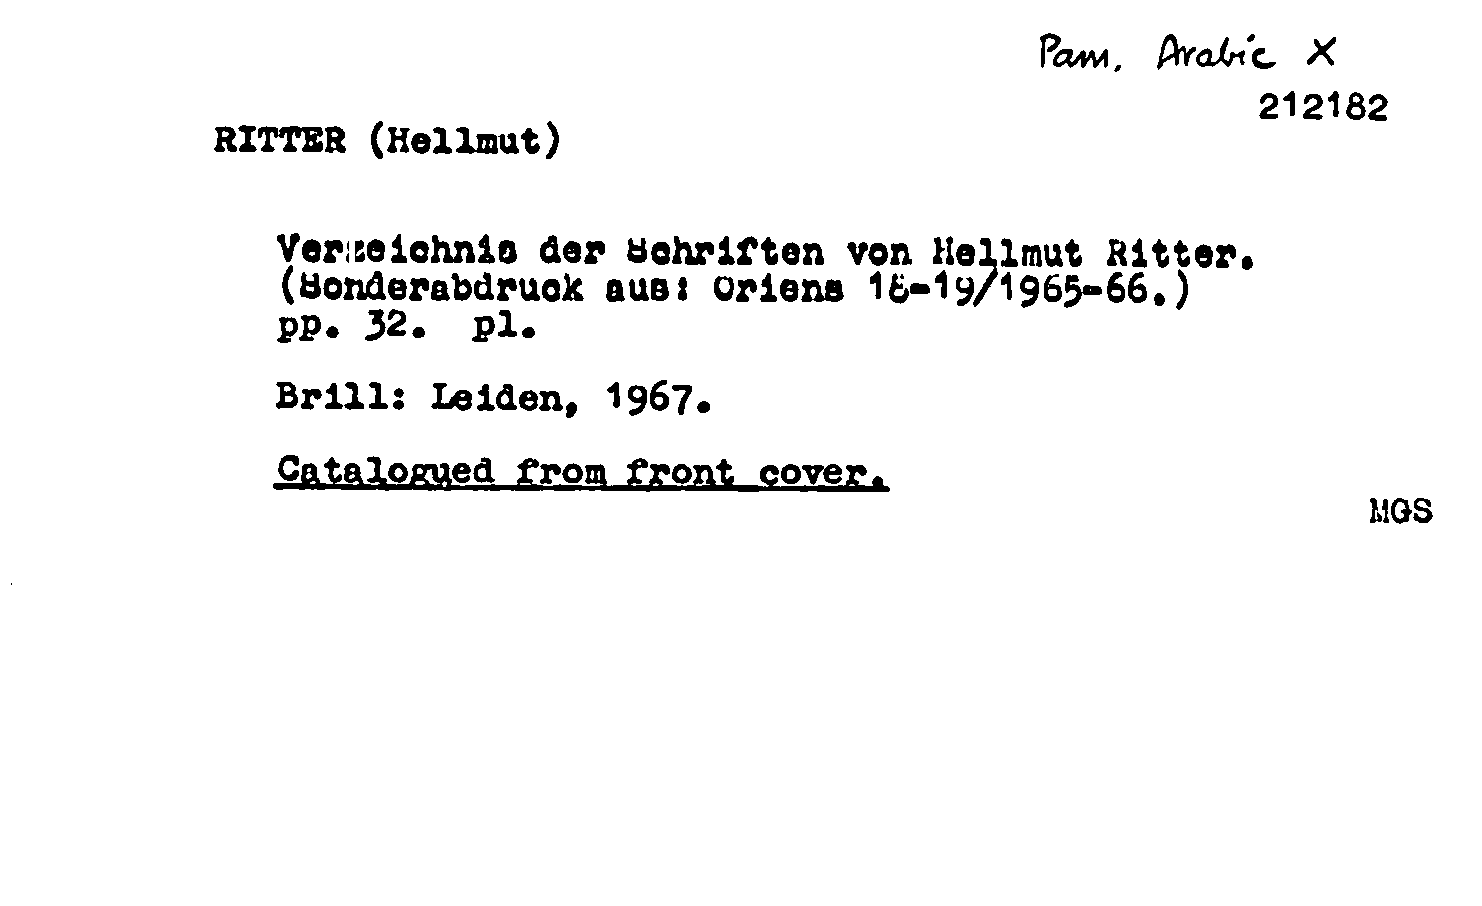 Pam. Arabic X
212182
RITTER (Hellmut)
Verzeichnis der Schriften von Hellmut Ritter.
(Sonderabdruck aus: Oriens 18-19/1965-66.)
pp. 32. pl.
Brill: Leiden, 1967.
Catalogued from front cover.
MGS